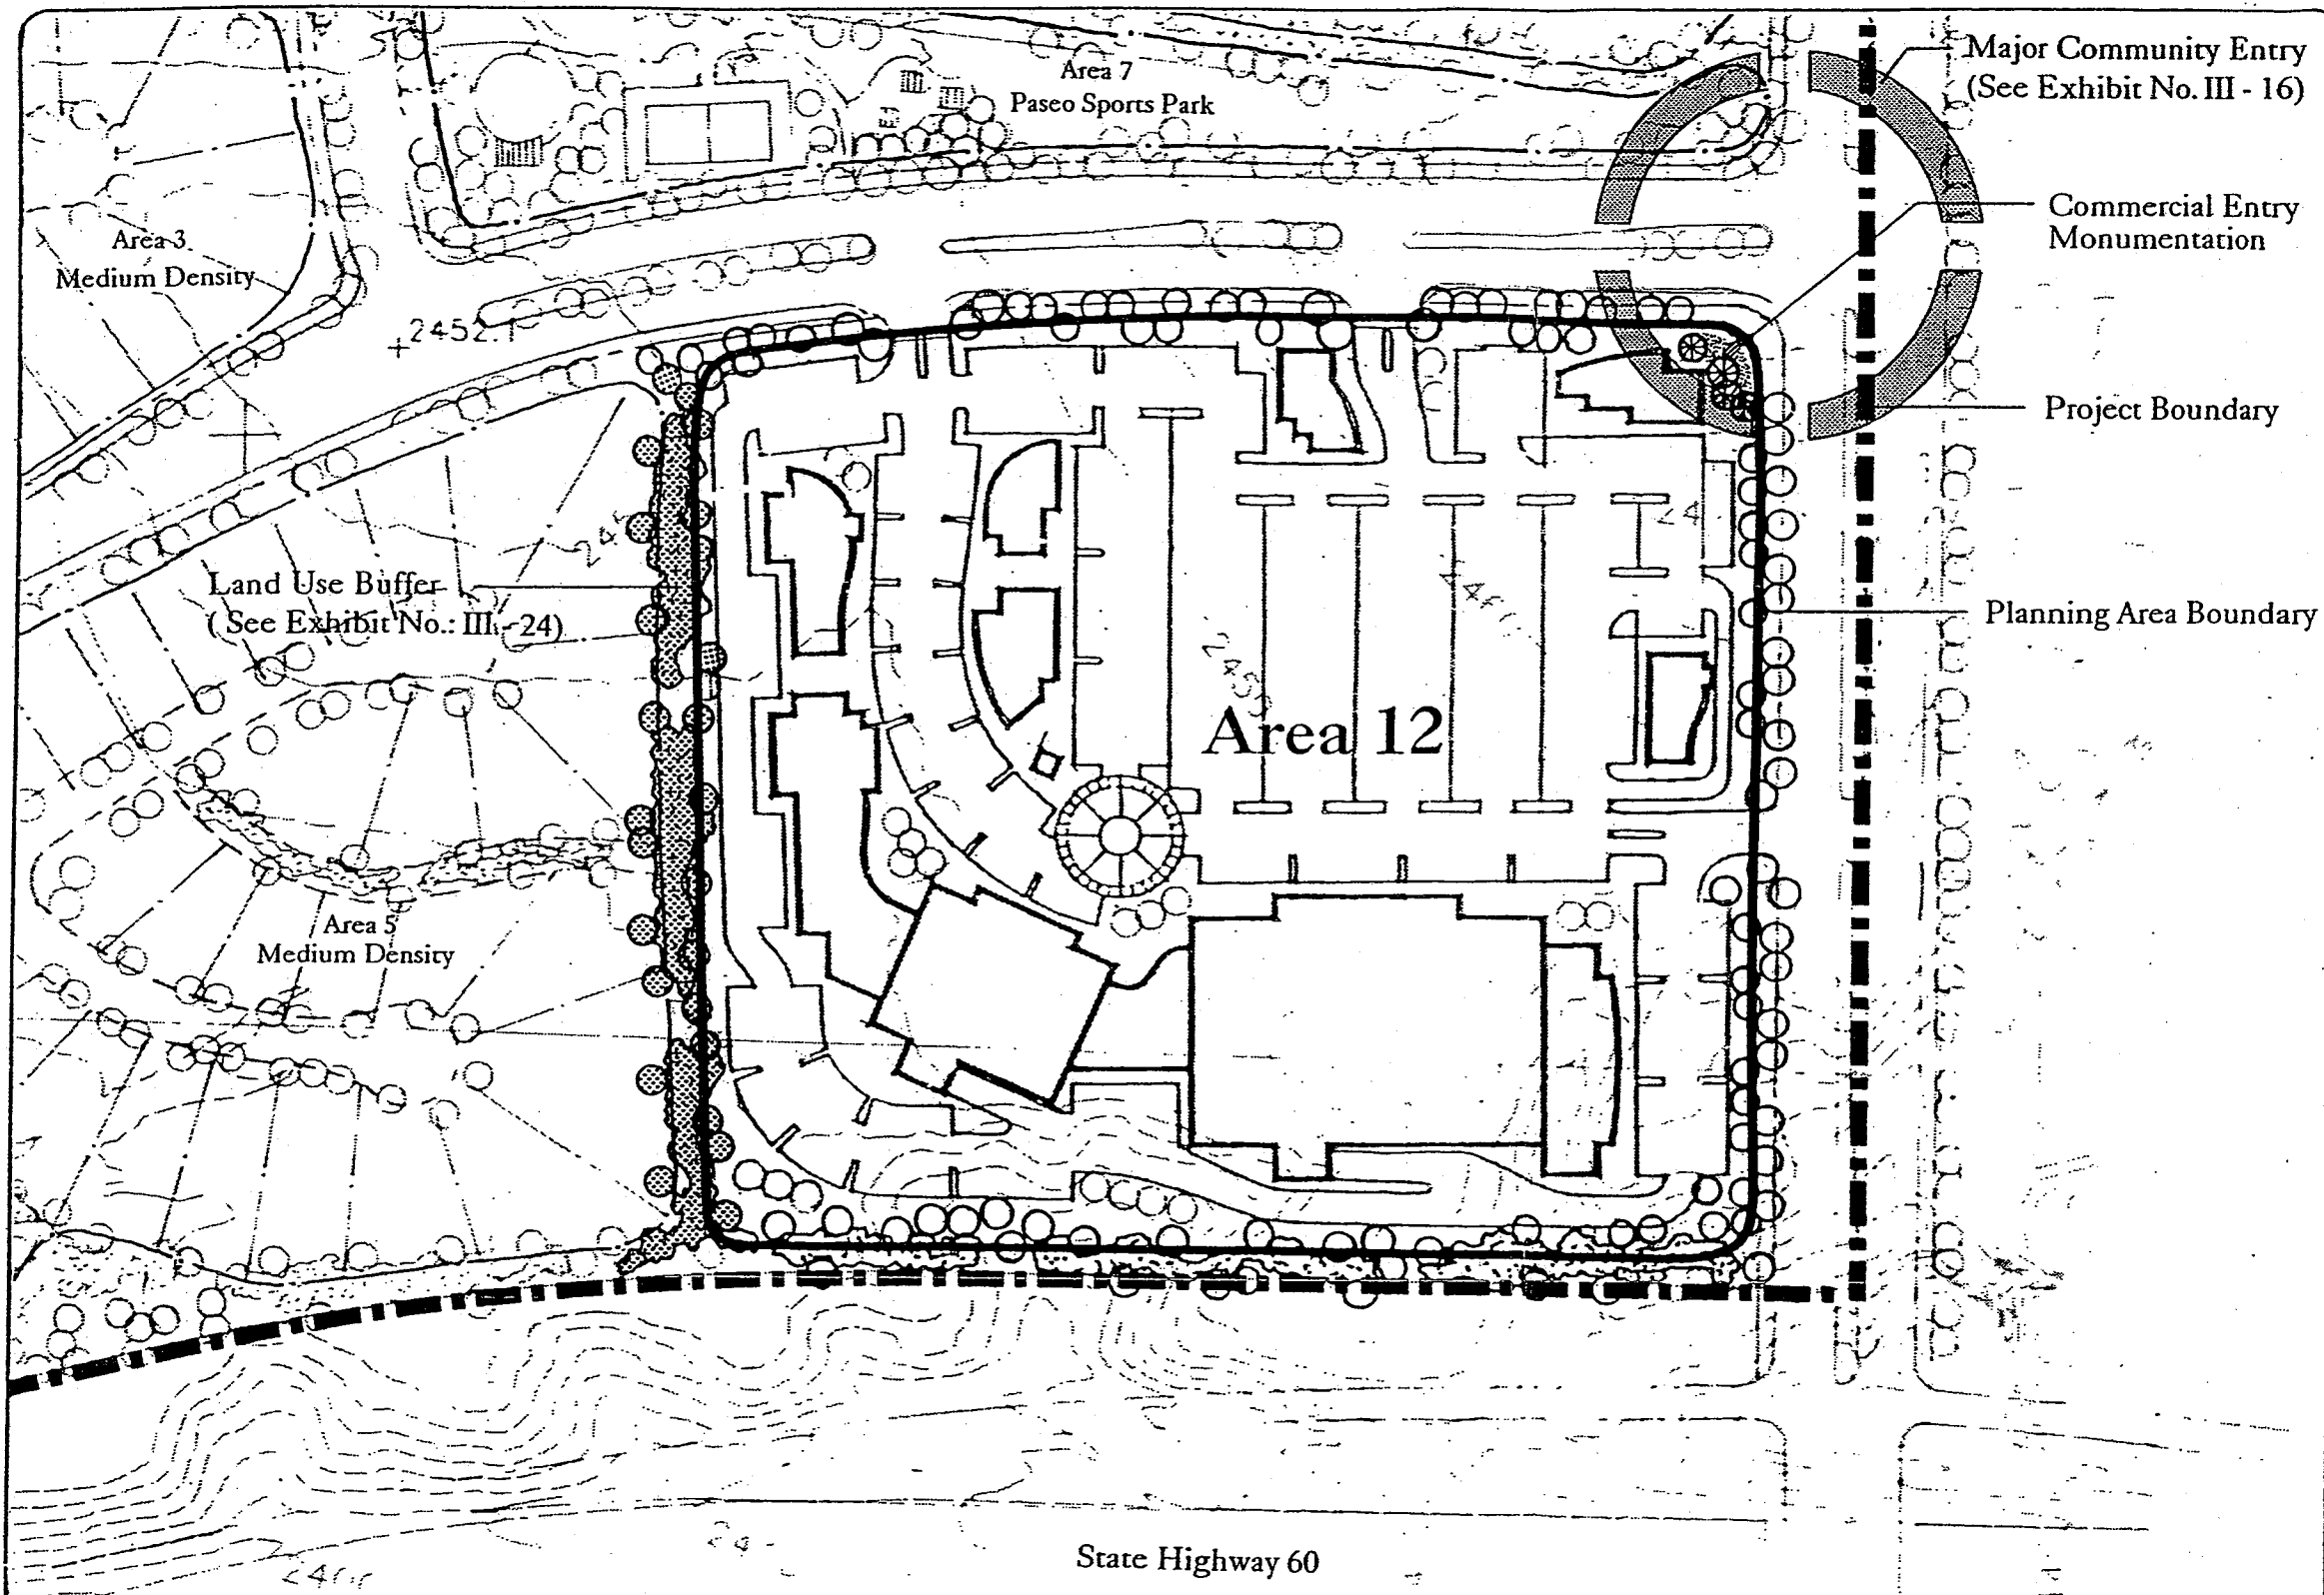 Area 7
Paseo Sports Park
Major Community Entry
(See Exhibit No. III - 16)
Commercial Entry
Monumentation
Area 3
Medium Density
2452.1
Project Boundary
Land Use Buffer
( See Exhibit No.: III - 24)
Planning Area Boundary
Area 12
Area 5
Medium Density
State Highway 60